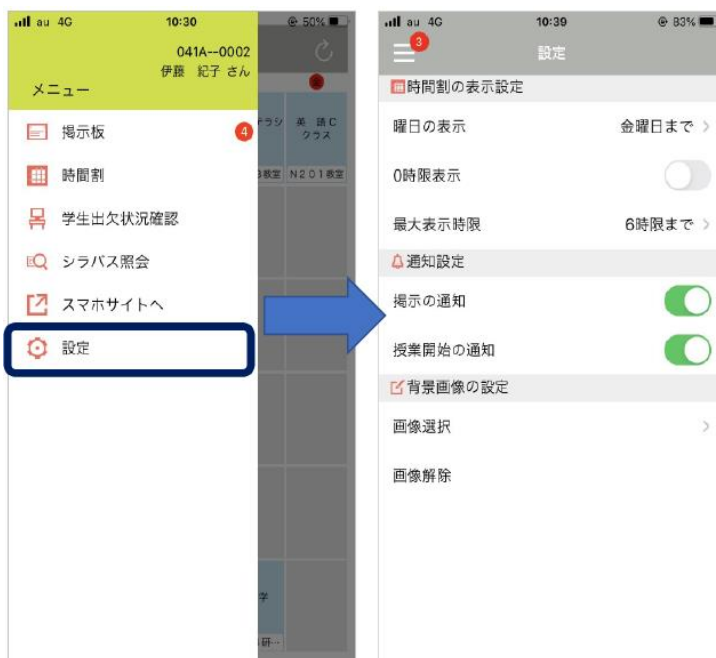 au 4G 10:30 50%
041A--0002
伊藤 紀子 さん
メニュー
掲示板 4
時間割
学生出欠状況確認
シラバス照会
スマホサイトへ
設定
英語C
クラス
N201教室
学
研…
au 4G 10:39 83%
3
設定
時間割の表示設定
曜日の表示 金曜日まで
0時限表示
最大表示時限 6時限まで
通知設定
掲示の通知
授業開始の通知
背景画像の設定
画像選択
画像解除